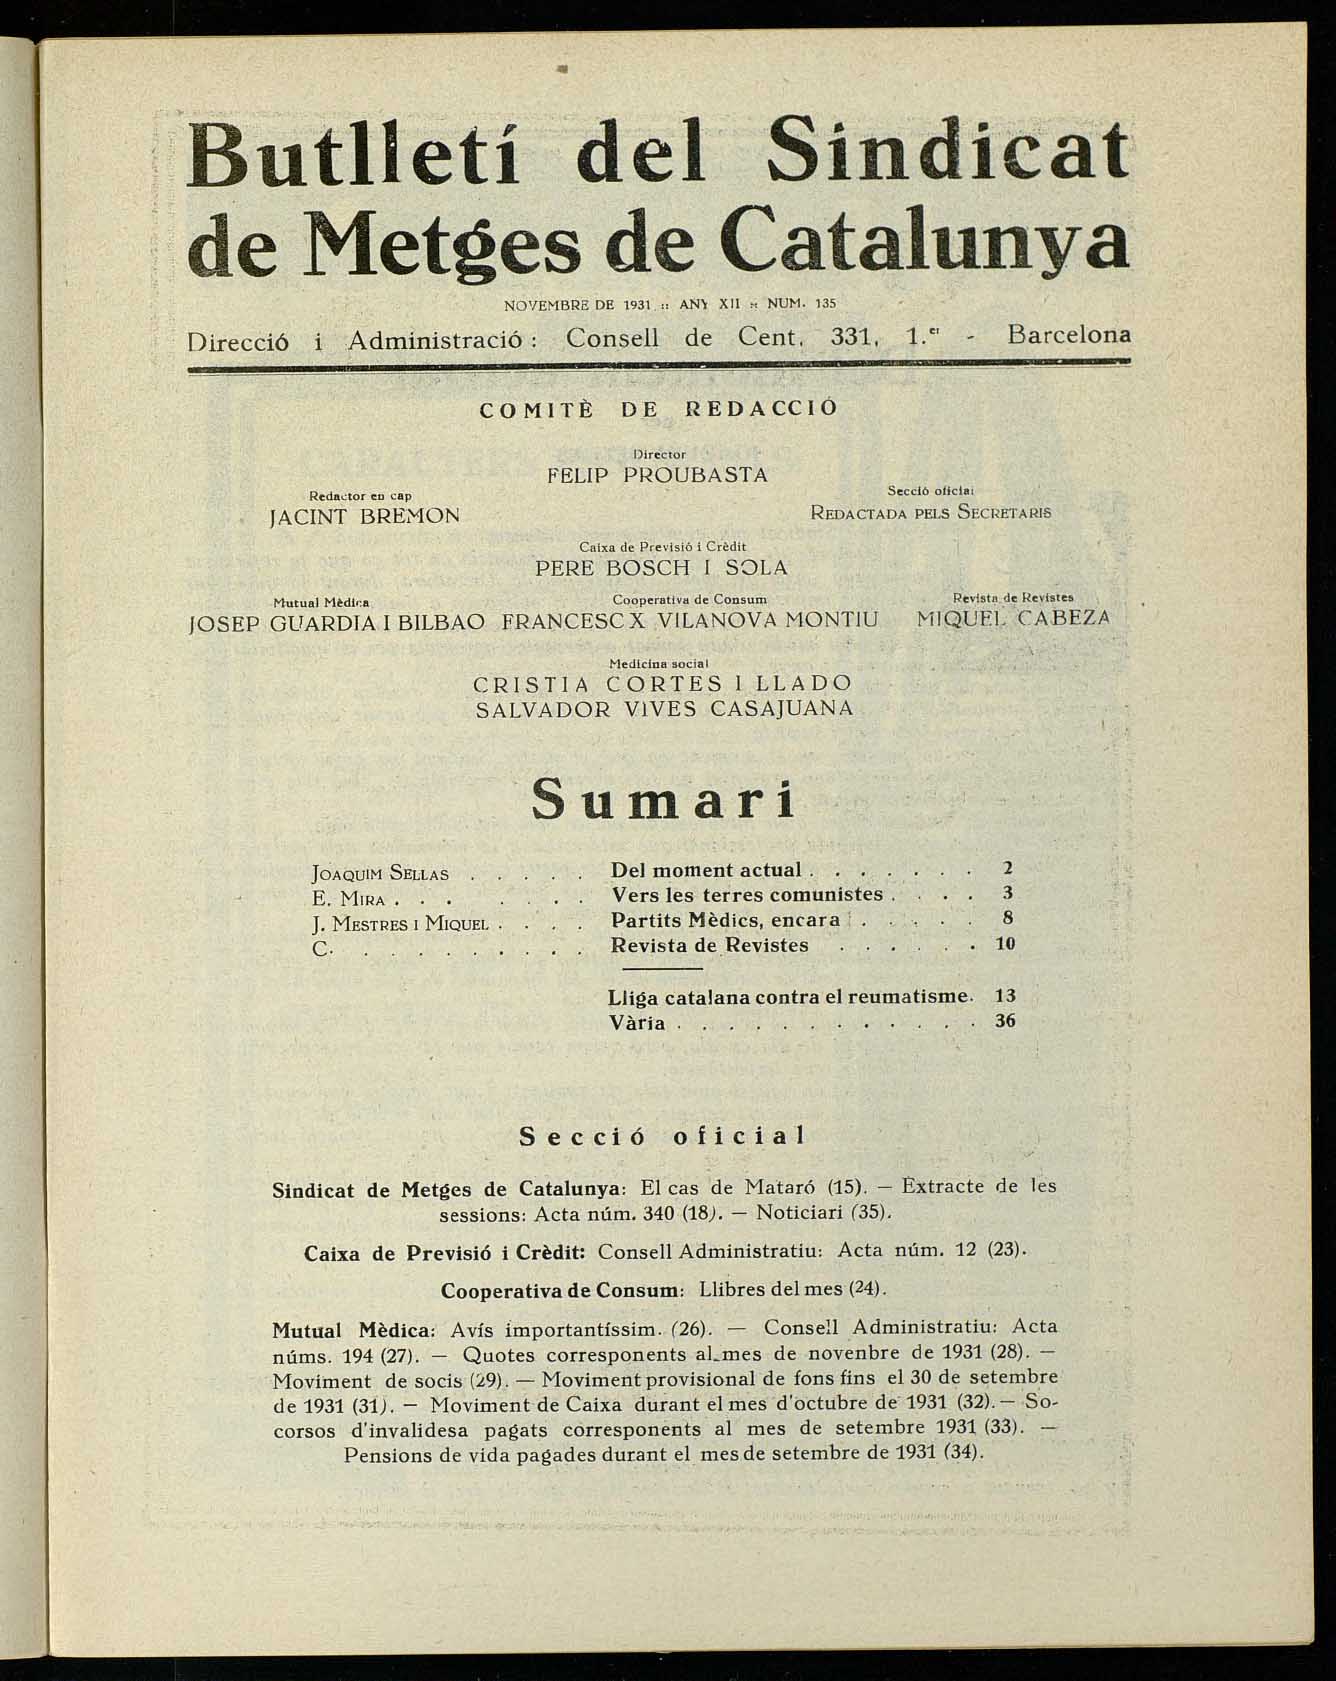 Butlletí del Sindicat
de Metges de Catalunya
NOVEMBRE DE 1931 :: ANY XII :: NUM. 135
Direcció i Administració : Consell de Cent, 331, 1.er - Barcelona
COMITÈ DE REDACCIÓ
Director
FELIP PROUBASTA
Redactor en cap
JACINT BREMON
Secció oficial
REDACTADA PELS SECRETARIS
Caixa de Previsió i Crèdit
PERE BOSCH I SOLA
Mutual Mèdica
JOSEP GUARDIA I BILBAO
Cooperativa de Consum
FRANCESC X VILANOVA MONTIU
Revista de Revistes
MIQUEL CABEZA
Medicina social
CRISTIA CORTES I LLADO
SALVADOR VIVES CASAJUANA
Sumari
JOAQUIM SELLAS . . . . . Del moment actual . . . . . . . 2
E. MIRA . . . . . . . Vers les terres comunistes . . . . 3
J. MESTRES I MIQUEL . . . . Partits Mèdics, encara . . . . . 8
C. . . . . . . . . . . Revista de Revistes . . . . . . 10
Lliga catalana contra el reumatisme. 13
Vària . . . . . . . . . . . . 36
Secció oficial
Sindicat de Metges de Catalunya: El cas de Mataró (15). — Extracte de les
sessions: Acta núm. 340 (18). — Noticiari (35).
Caixa de Previsió i Crèdit: Consell Administratiu: Acta núm. 12 (23).
Cooperativa de Consum: Llibres del mes (24).
Mutual Mèdica: Avís importantíssim. (26). — Consell Administratiu: Acta
núms. 194 (27). — Quotes corresponents al mes de novenbre de 1931 (28). —
Moviment de socis (29). — Moviment provisional de fons fins el 30 de setembre
de 1931 (31). — Moviment de Caixa durant el mes d'octubre de 1931 (32). — So-
corsos d'invalidesa pagats corresponents al mes de setembre 1931 (33). —
Pensions de vida pagades durant el mes de setembre de 1931 (34).